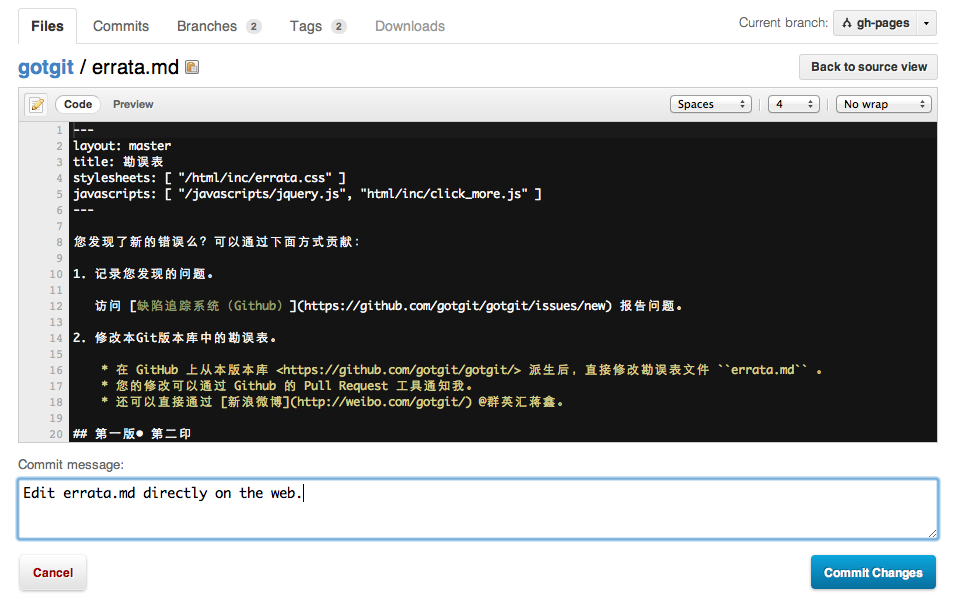 Files Commits Branches 2 Tags 2 Downloads Current branch: gh-pages
gotgit / errata.md Back to source view
Code Preview Spaces 4 No wrap
1 ---
2 layout: master
3 title: 勘误表
4 stylesheets: [ "/html/inc/errata.css" ]
5 javascripts: [ "/javascripts/jquery.js", "html/inc/click_more.js" ]
6 ---
7
8 您发现了新的错误么？可以通过下面方式贡献：
9
10 1. 记录您发现的问题。
11
12 访问 [缺陷追踪系统（Github）](https://github.com/gotgit/gotgit/issues/new) 报告问题。
13
14 2. 修改本Git版本库中的勘误表。
15
16 * 在 GitHub 上从本版本库 <https://github.com/gotgit/gotgit/> 派生后，直接修改勘误表文件 ``errata.md`` 。
17 * 您的修改可以通过 Github 的 Pull Request 工具通知我。
18 * 还可以直接通过 [新浪微博](http://weibo.com/gotgit/) @群英汇蒋鑫。
19
20 ## 第一版● 第二印
Commit message:
Edit errata.md directly on the web.
Cancel Commit Changes